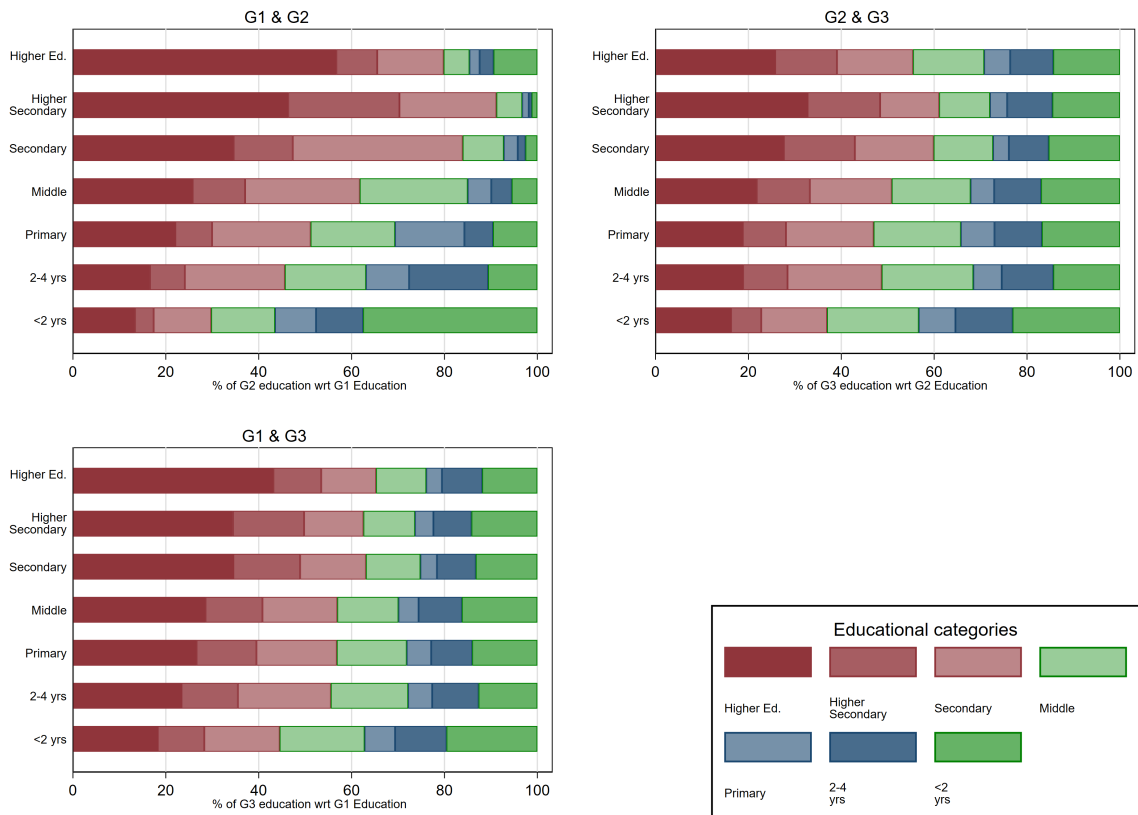 G1 & G2
Higher Ed.
Higher
Secondary
Secondary
Middle
Primary
2-4 yrs
<2 yrs
0 20 40 60 80 100
% of G2 education wrt G1 Education
G2 & G3
Higher Ed.
Higher
Secondary
Secondary
Middle
Primary
2-4 yrs
<2 yrs
0 20 40 60 80 100
% of G3 education wrt G2 Education
G1 & G3
Higher Ed.
Higher
Secondary
Secondary
Middle
Primary
2-4 yrs
<2 yrs
0 20 40 60 80 100
% of G3 education wrt G1 Education
Educational categories
Higher Ed.
Higher
Secondary
Secondary
Middle
Primary
2-4
yrs
<2
yrs